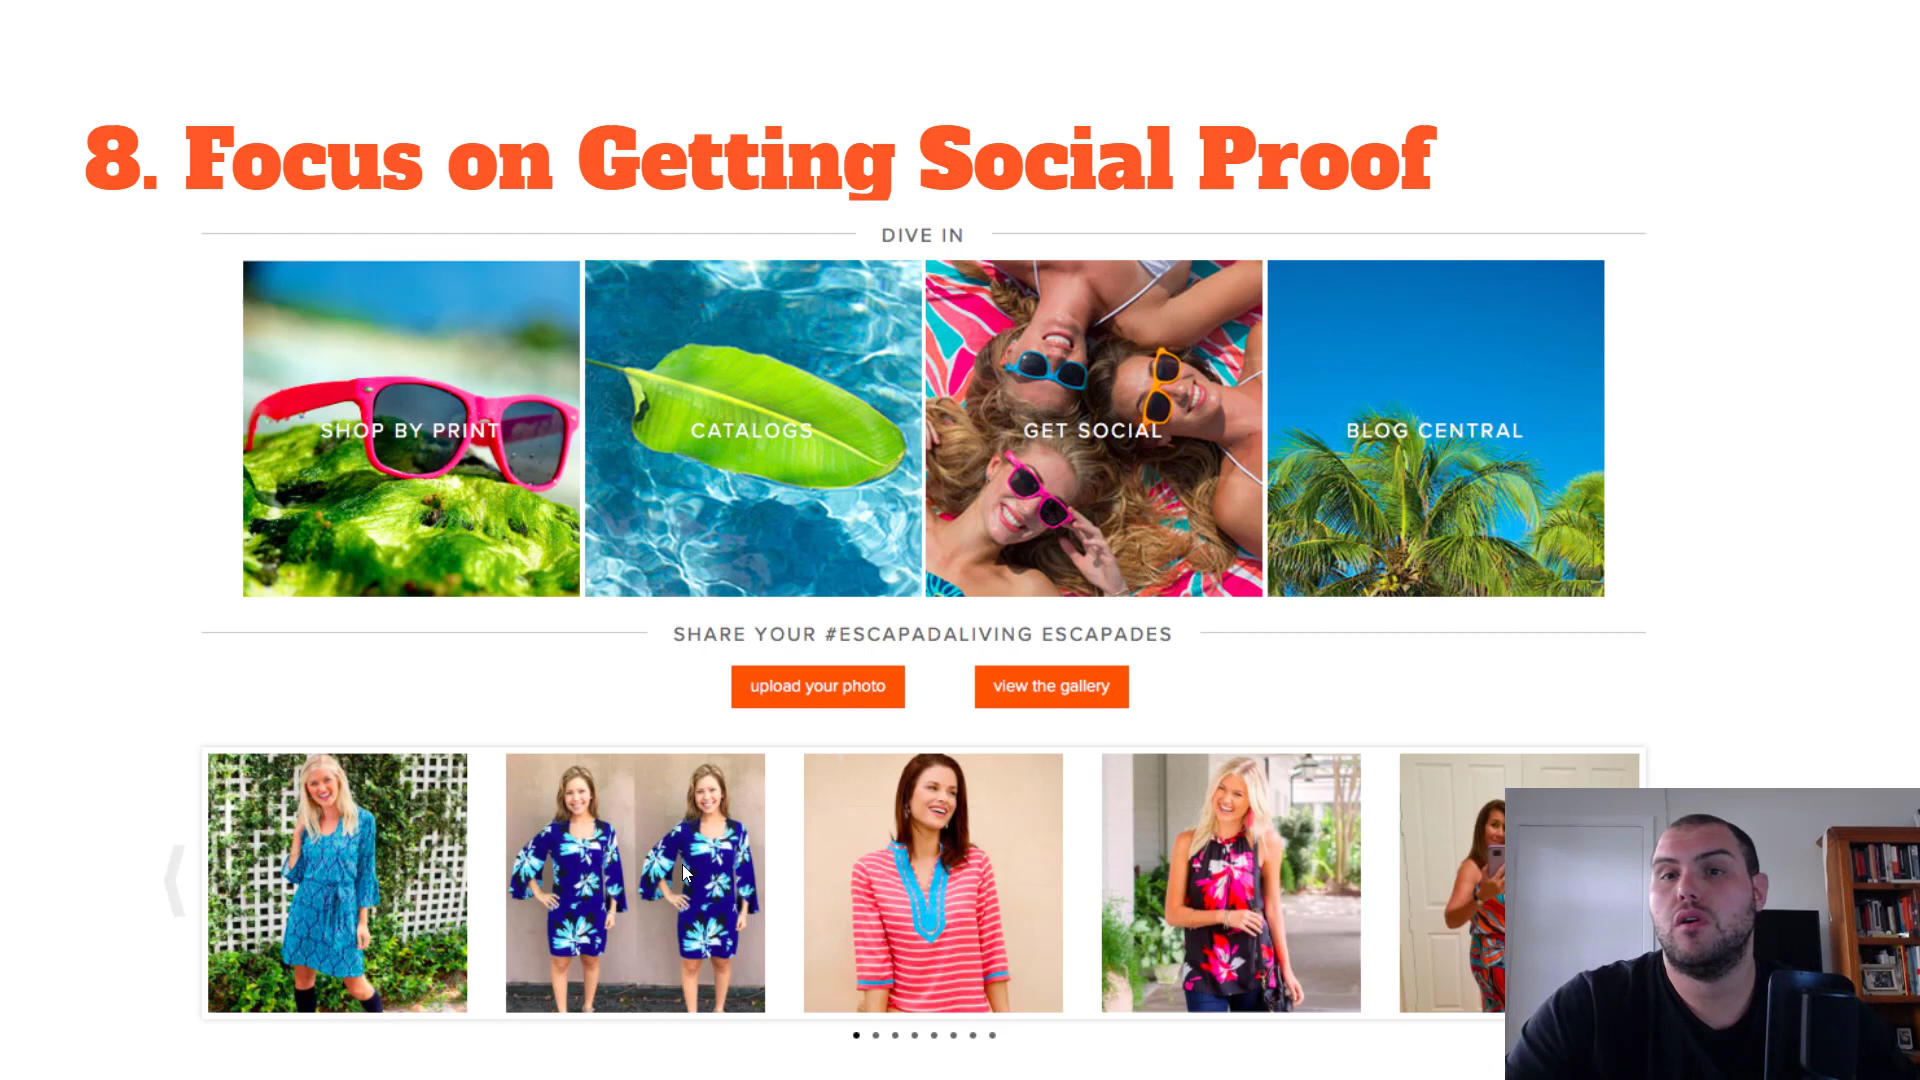 8. Focus on Getting Social Proof
DIVE IN
SHOP BY PRINT
CATALOGS
GET SOCIAL
BLOG CENTRAL
SHARE YOUR #ESCAPADALIVING ESCAPADES
upload your photo
view the gallery